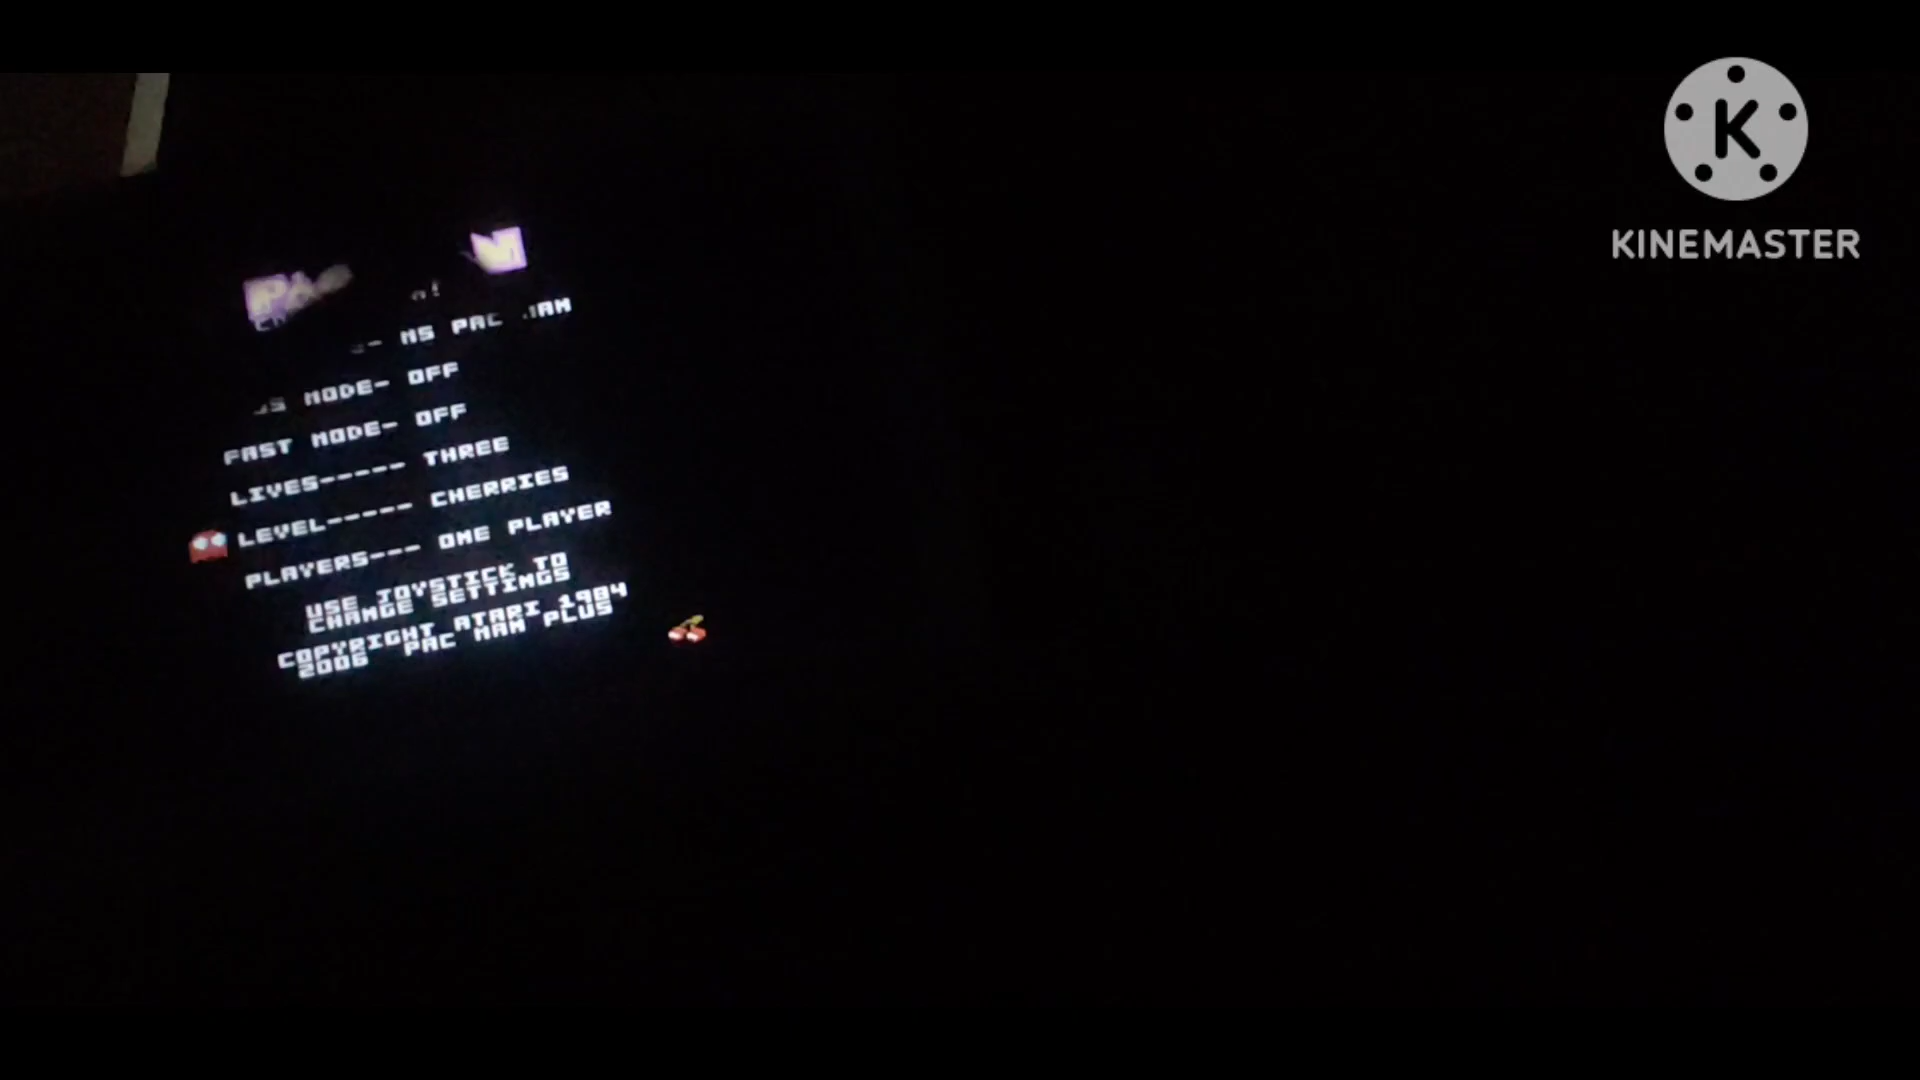 K
KINEMASTER
MS PAC
MODE- OFF
FAST MODE- OFF
LIVES----- THREE
LEVEL----- CHERRIES
PLAYERS--- ONE PLAYER
USE JOYSTICK TO
CHANGE SETTINGS
COPYRIGHT ATARI 1984
2006 PAC MAN PLUS